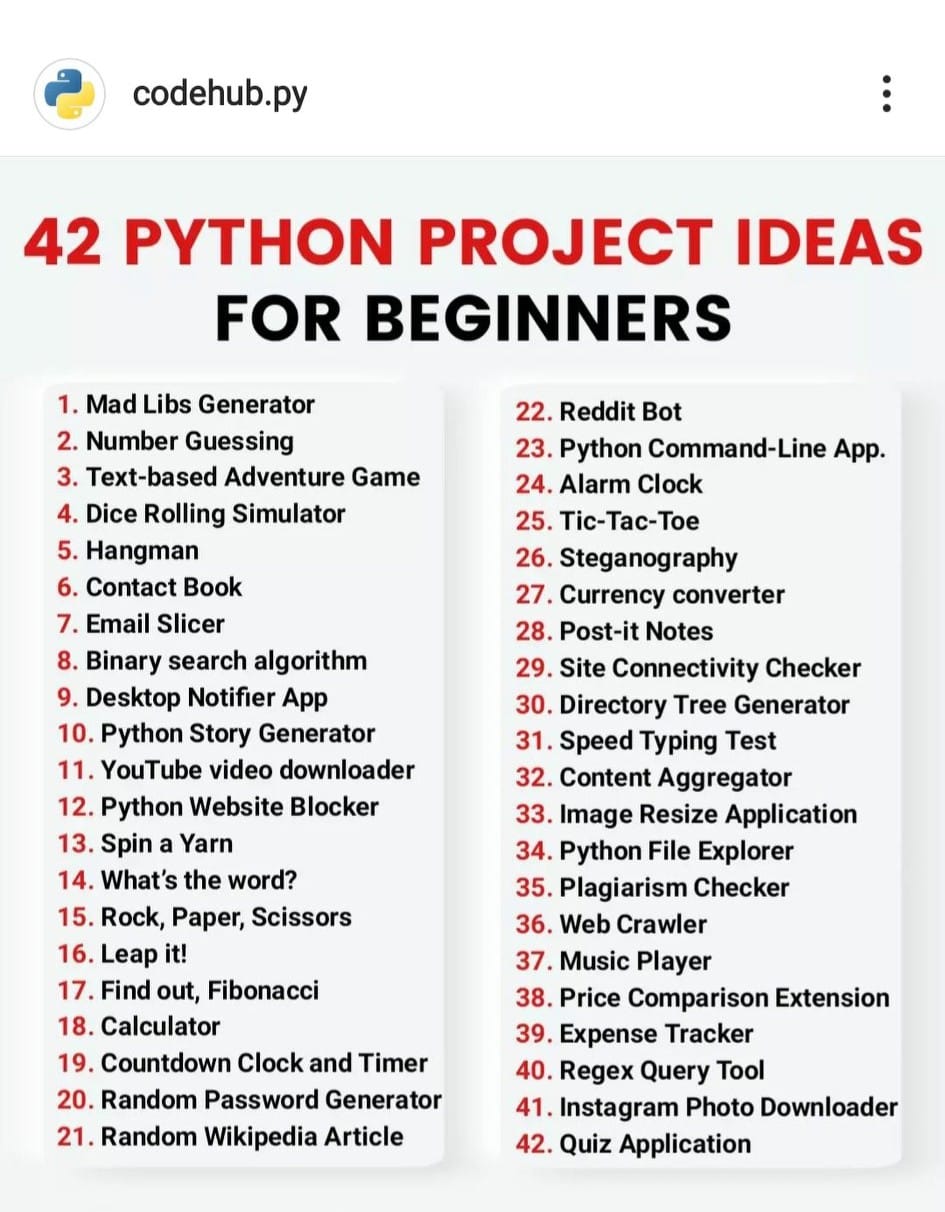 codehub.py
42 PYTHON PROJECT IDEAS
FOR BEGINNERS
1. Mad Libs Generator
2. Number Guessing
3. Text-based Adventure Game
4. Dice Rolling Simulator
5. Hangman
6. Contact Book
7. Email Slicer
8. Binary search algorithm
9. Desktop Notifier App
10. Python Story Generator
11. YouTube video downloader
12. Python Website Blocker
13. Spin a Yarn
14. What's the word?
15. Rock, Paper, Scissors
16. Leap it!
17. Find out, Fibonacci
18. Calculator
19. Countdown Clock and Timer
20. Random Password Generator
21. Random Wikipedia Article
22. Reddit Bot
23. Python Command-Line App.
24. Alarm Clock
25. Tic-Tac-Toe
26. Steganography
27. Currency converter
28. Post-it Notes
29. Site Connectivity Checker
30. Directory Tree Generator
31. Speed Typing Test
32. Content Aggregator
33. Image Resize Application
34. Python File Explorer
35. Plagiarism Checker
36. Web Crawler
37. Music Player
38. Price Comparison Extension
39. Expense Tracker
40. Regex Query Tool
41. Instagram Photo Downloader
42. Quiz Application